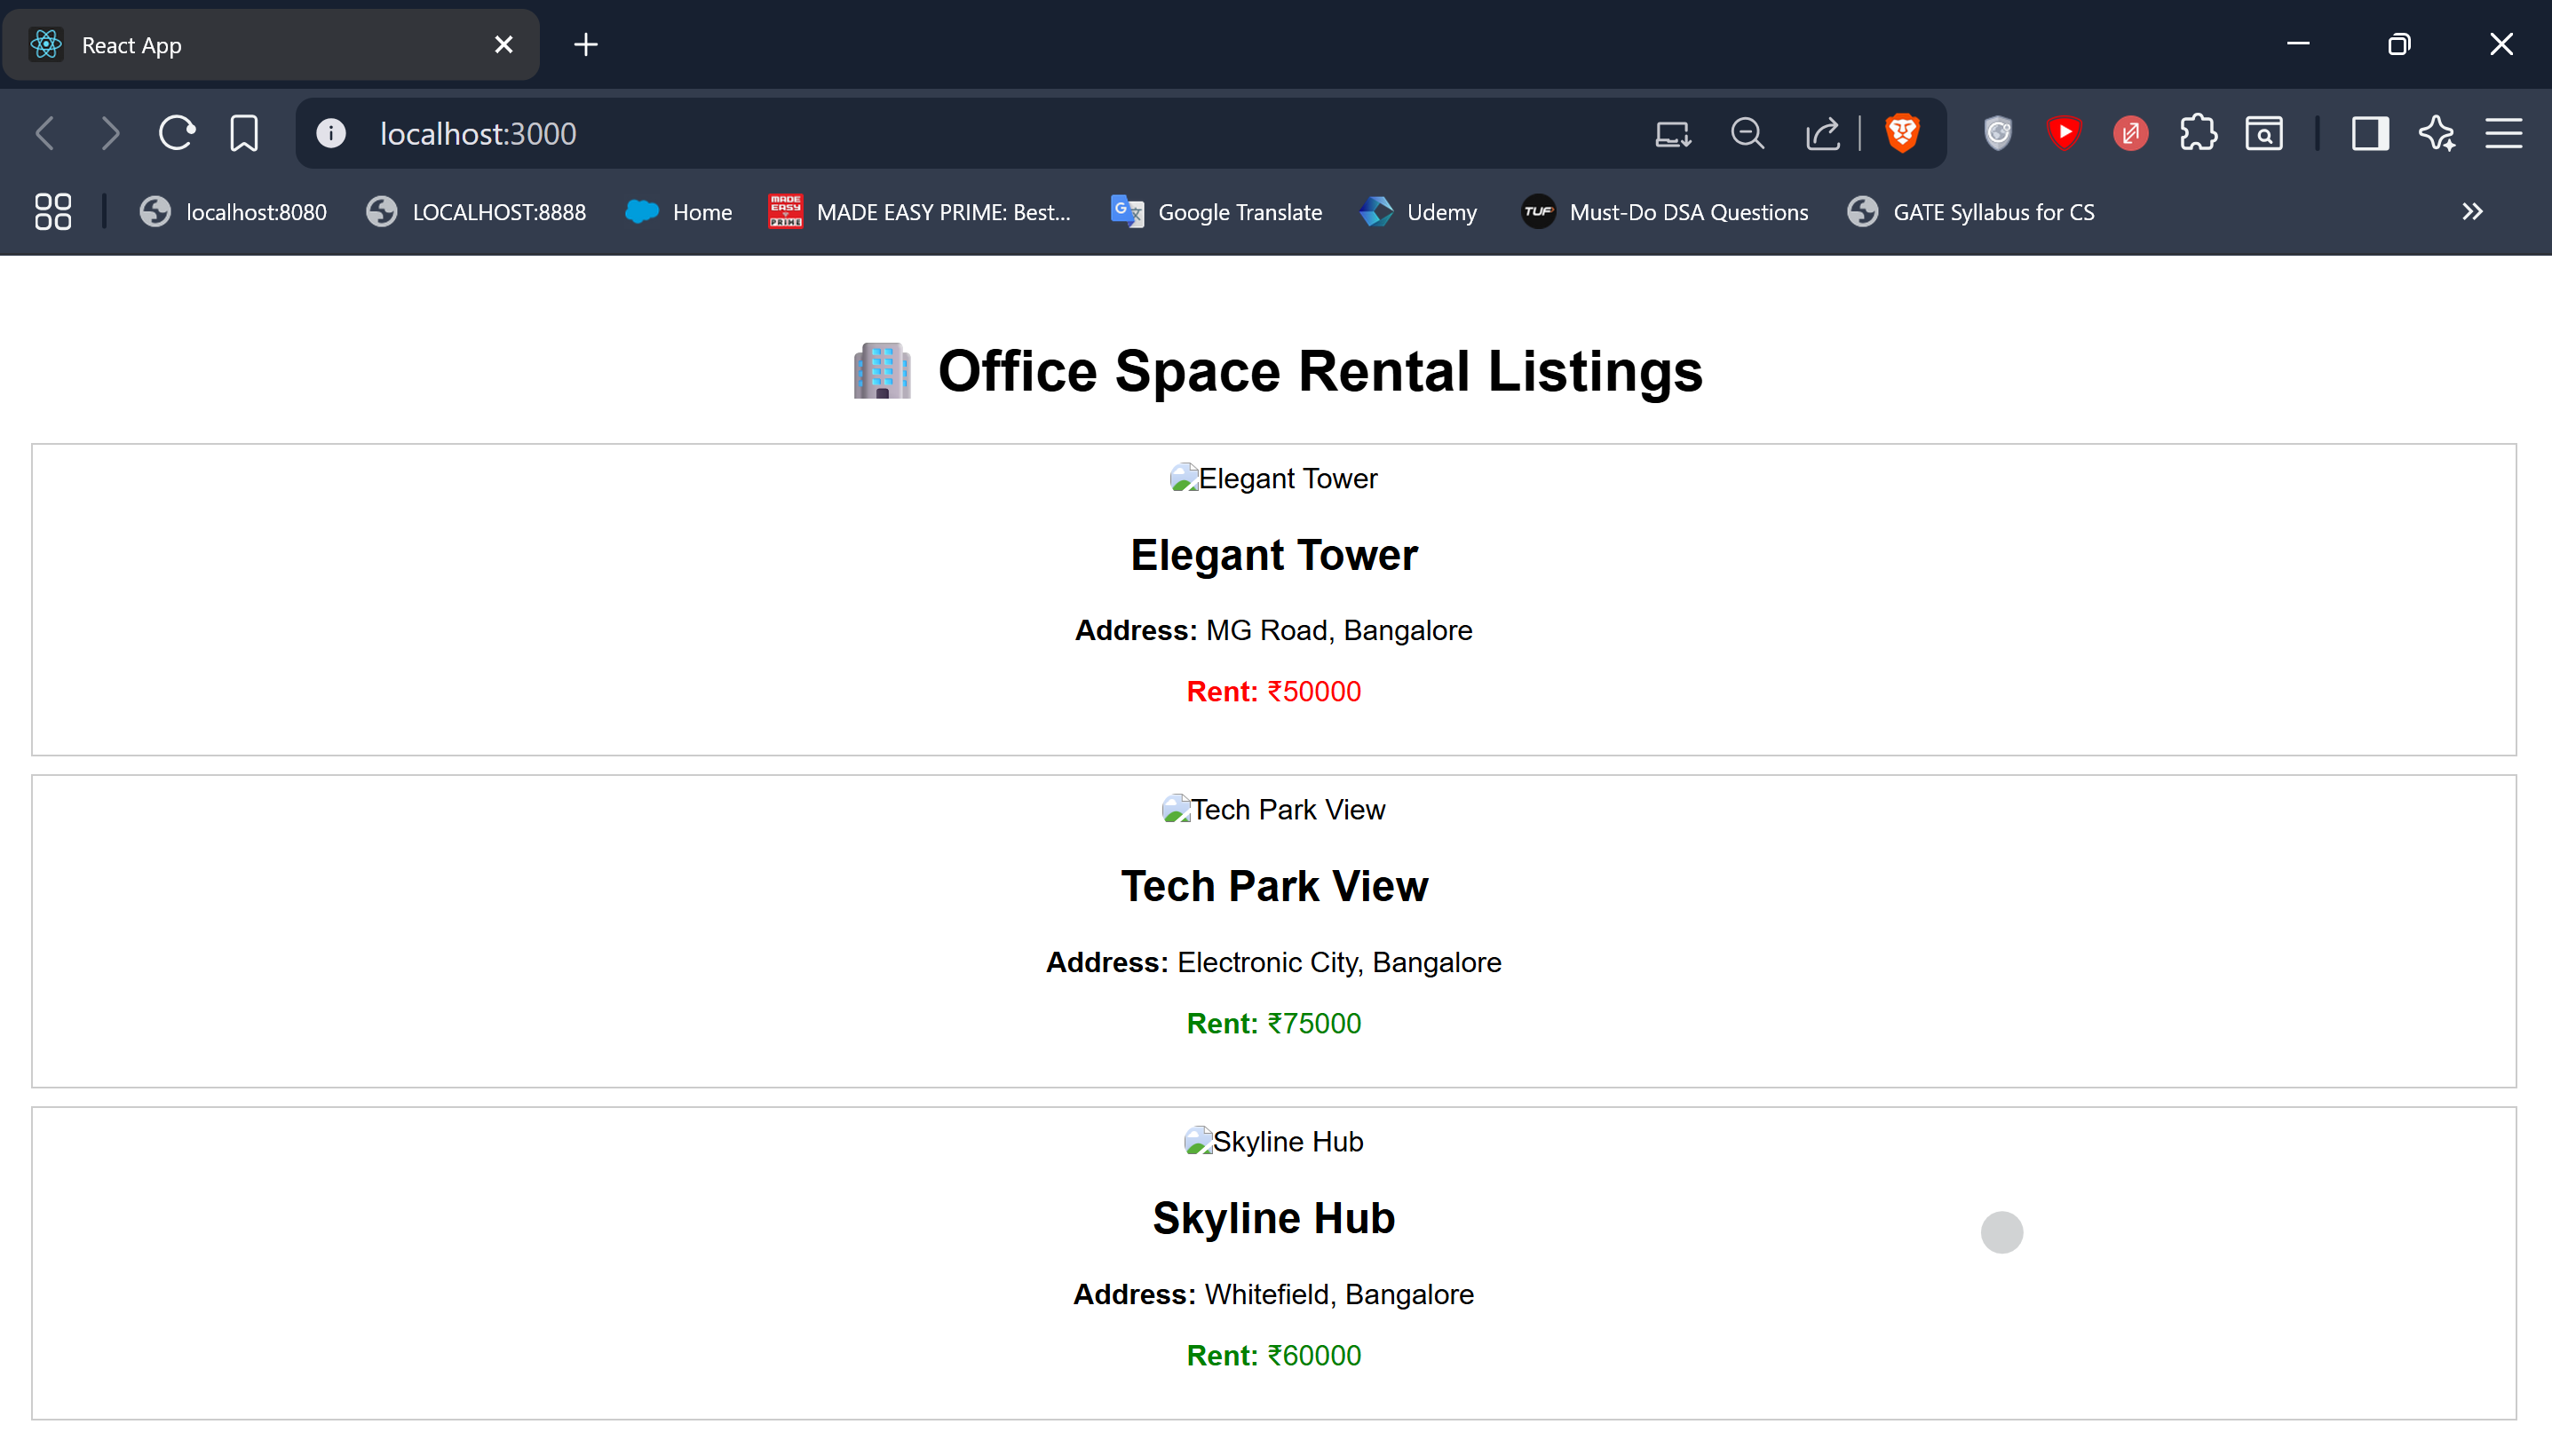 React App
localhost:3000
localhost:8080 LOCALHOST:8888 Home MADE EASY PRIME: Best... Google Translate Udemy TUF Must-Do DSA Questions GATE Syllabus for CS
Office Space Rental Listings
Elegant Tower
Elegant Tower
Address: MG Road, Bangalore
Rent: ₹50000
Tech Park View
Tech Park View
Address: Electronic City, Bangalore
Rent: ₹75000
Skyline Hub
Skyline Hub
Address: Whitefield, Bangalore
Rent: ₹60000